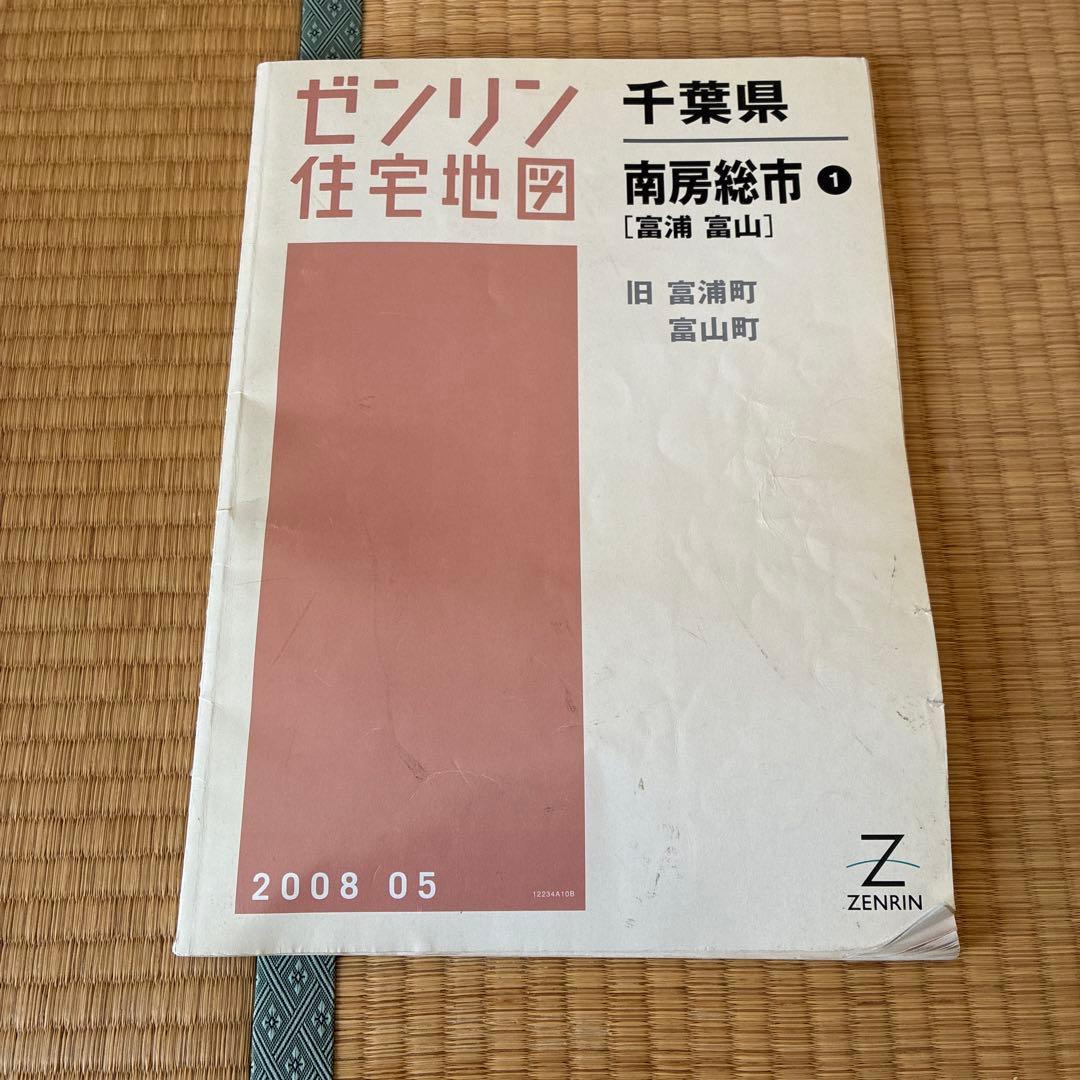 ゼンリン
住宅地図
千葉県
南房総市 ❶
[富浦 富山]
旧 富浦町
富山町
2008 05
12234A10B
Z
ZENRIN